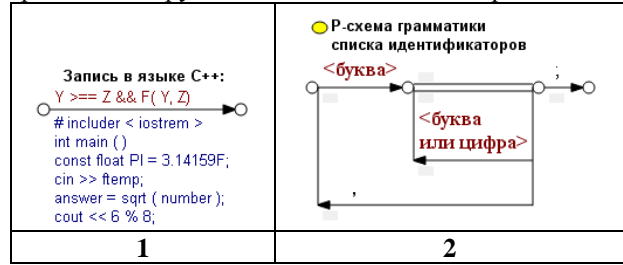 Запись в языке C++:
Y >== Z && F( Y, Z)
# includer < iostrem >
int main ( )
const float PI = 3.14159F;
cin >> ftemp;
answer = sqrt ( number );
cout << 6 % 8;
1
Р-схема грамматики
списка идентификаторов
<буква>
;
<буква
или цифра>
,
2